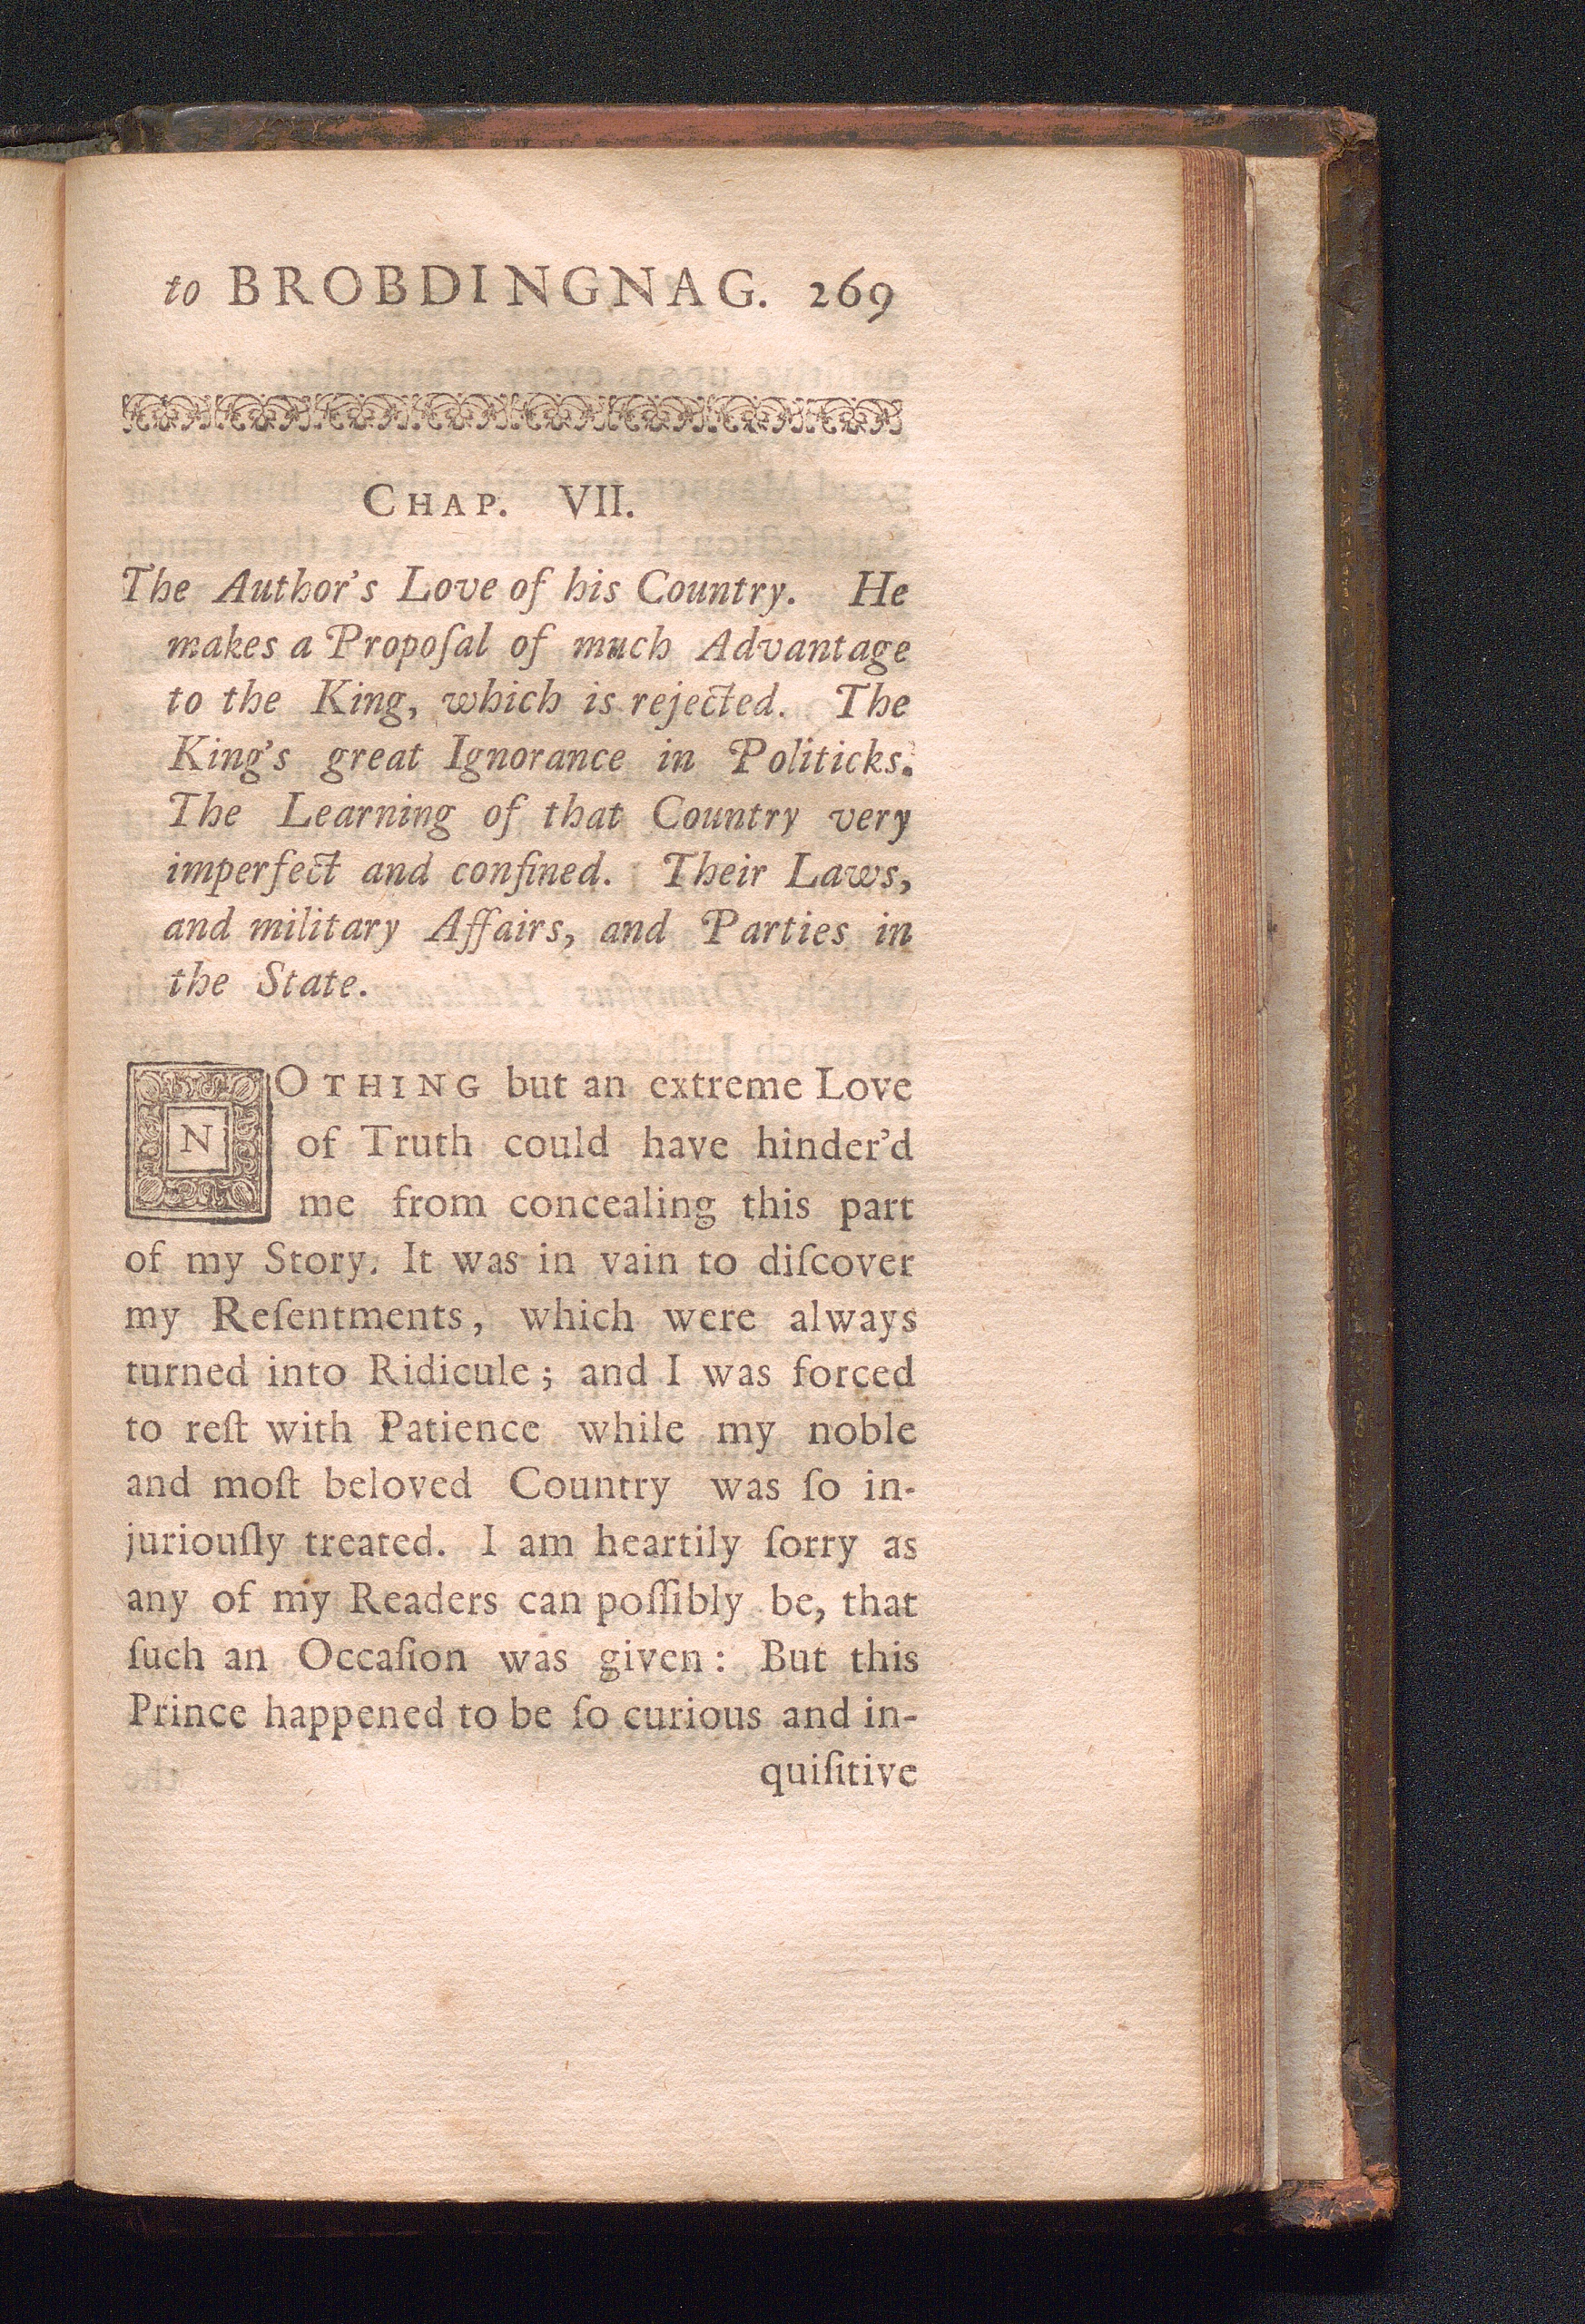 to BROBDINGNAG. 269
CHAP. VII.
The Author's Love of his Country. He
makes a Propoſal of much Advantage
to the King, which is rejected. The
King's great Ignorance in Politicks.
The Learning of that Country very
imperfect and confined. Their Laws,
and military Affairs, and Parties in
the State.
NOTHING but an extreme Love
of Truth could have hinder'd
me from concealing this part
of my Story. It was in vain to diſcover
my Reſentments, which were always
turned into Ridicule; and I was forced
to reſt with Patience while my noble
and moſt beloved Country was ſo in-
juriouſly treated. I am heartily ſorry as
any of my Readers can poſſibly be, that
ſuch an Occaſion was given: But this
Prince happened to be ſo curious and in-
quiſitive